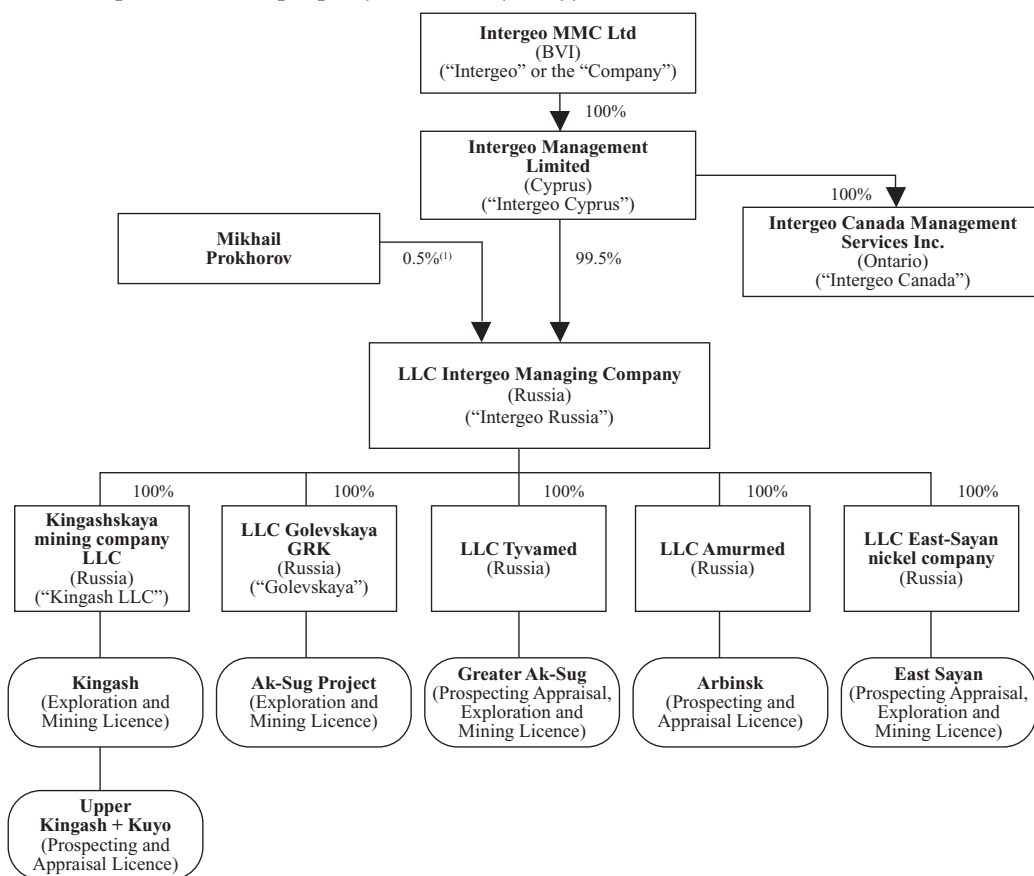 Intergeo MMC Ltd
(BVI)
(“Intergeo” or the “Company”)
100%
Intergeo Management
Limited
(Cyprus)
(“Intergeo Cyprus”)
100%
Intergeo Canada Management
Services Inc.
(Ontario)
(“Intergeo Canada”)
Mikhail
Prokhorov
0.5%(1)
99.5%
LLC Intergeo Managing Company
(Russia)
(“Intergeo Russia”)
100%
100%
100%
100%
100%
Kingashskaya
mining company
LLC
(Russia)
(“Kingash LLC”)
LLC Golevskaya
GRK
(Russia)
(“Golevskaya”)
LLC Tyvamed
(Russia)
LLC Amurmed
(Russia)
LLC East-Sayan
nickel company
(Russia)
Kingash
(Exploration and
Mining Licence)
Ak-Sug Project
(Exploration and
Mining Licence)
Greater Ak-Sug
(Prospecting Appraisal,
Exploration and
Mining Licence)
Arbinsk
(Prospecting and
Appraisal Licence)
East Sayan
(Prospecting Appraisal,
Exploration and
Mining Licence)
Upper
Kingash + Kuyo
(Prospecting and
Appraisal Licence)